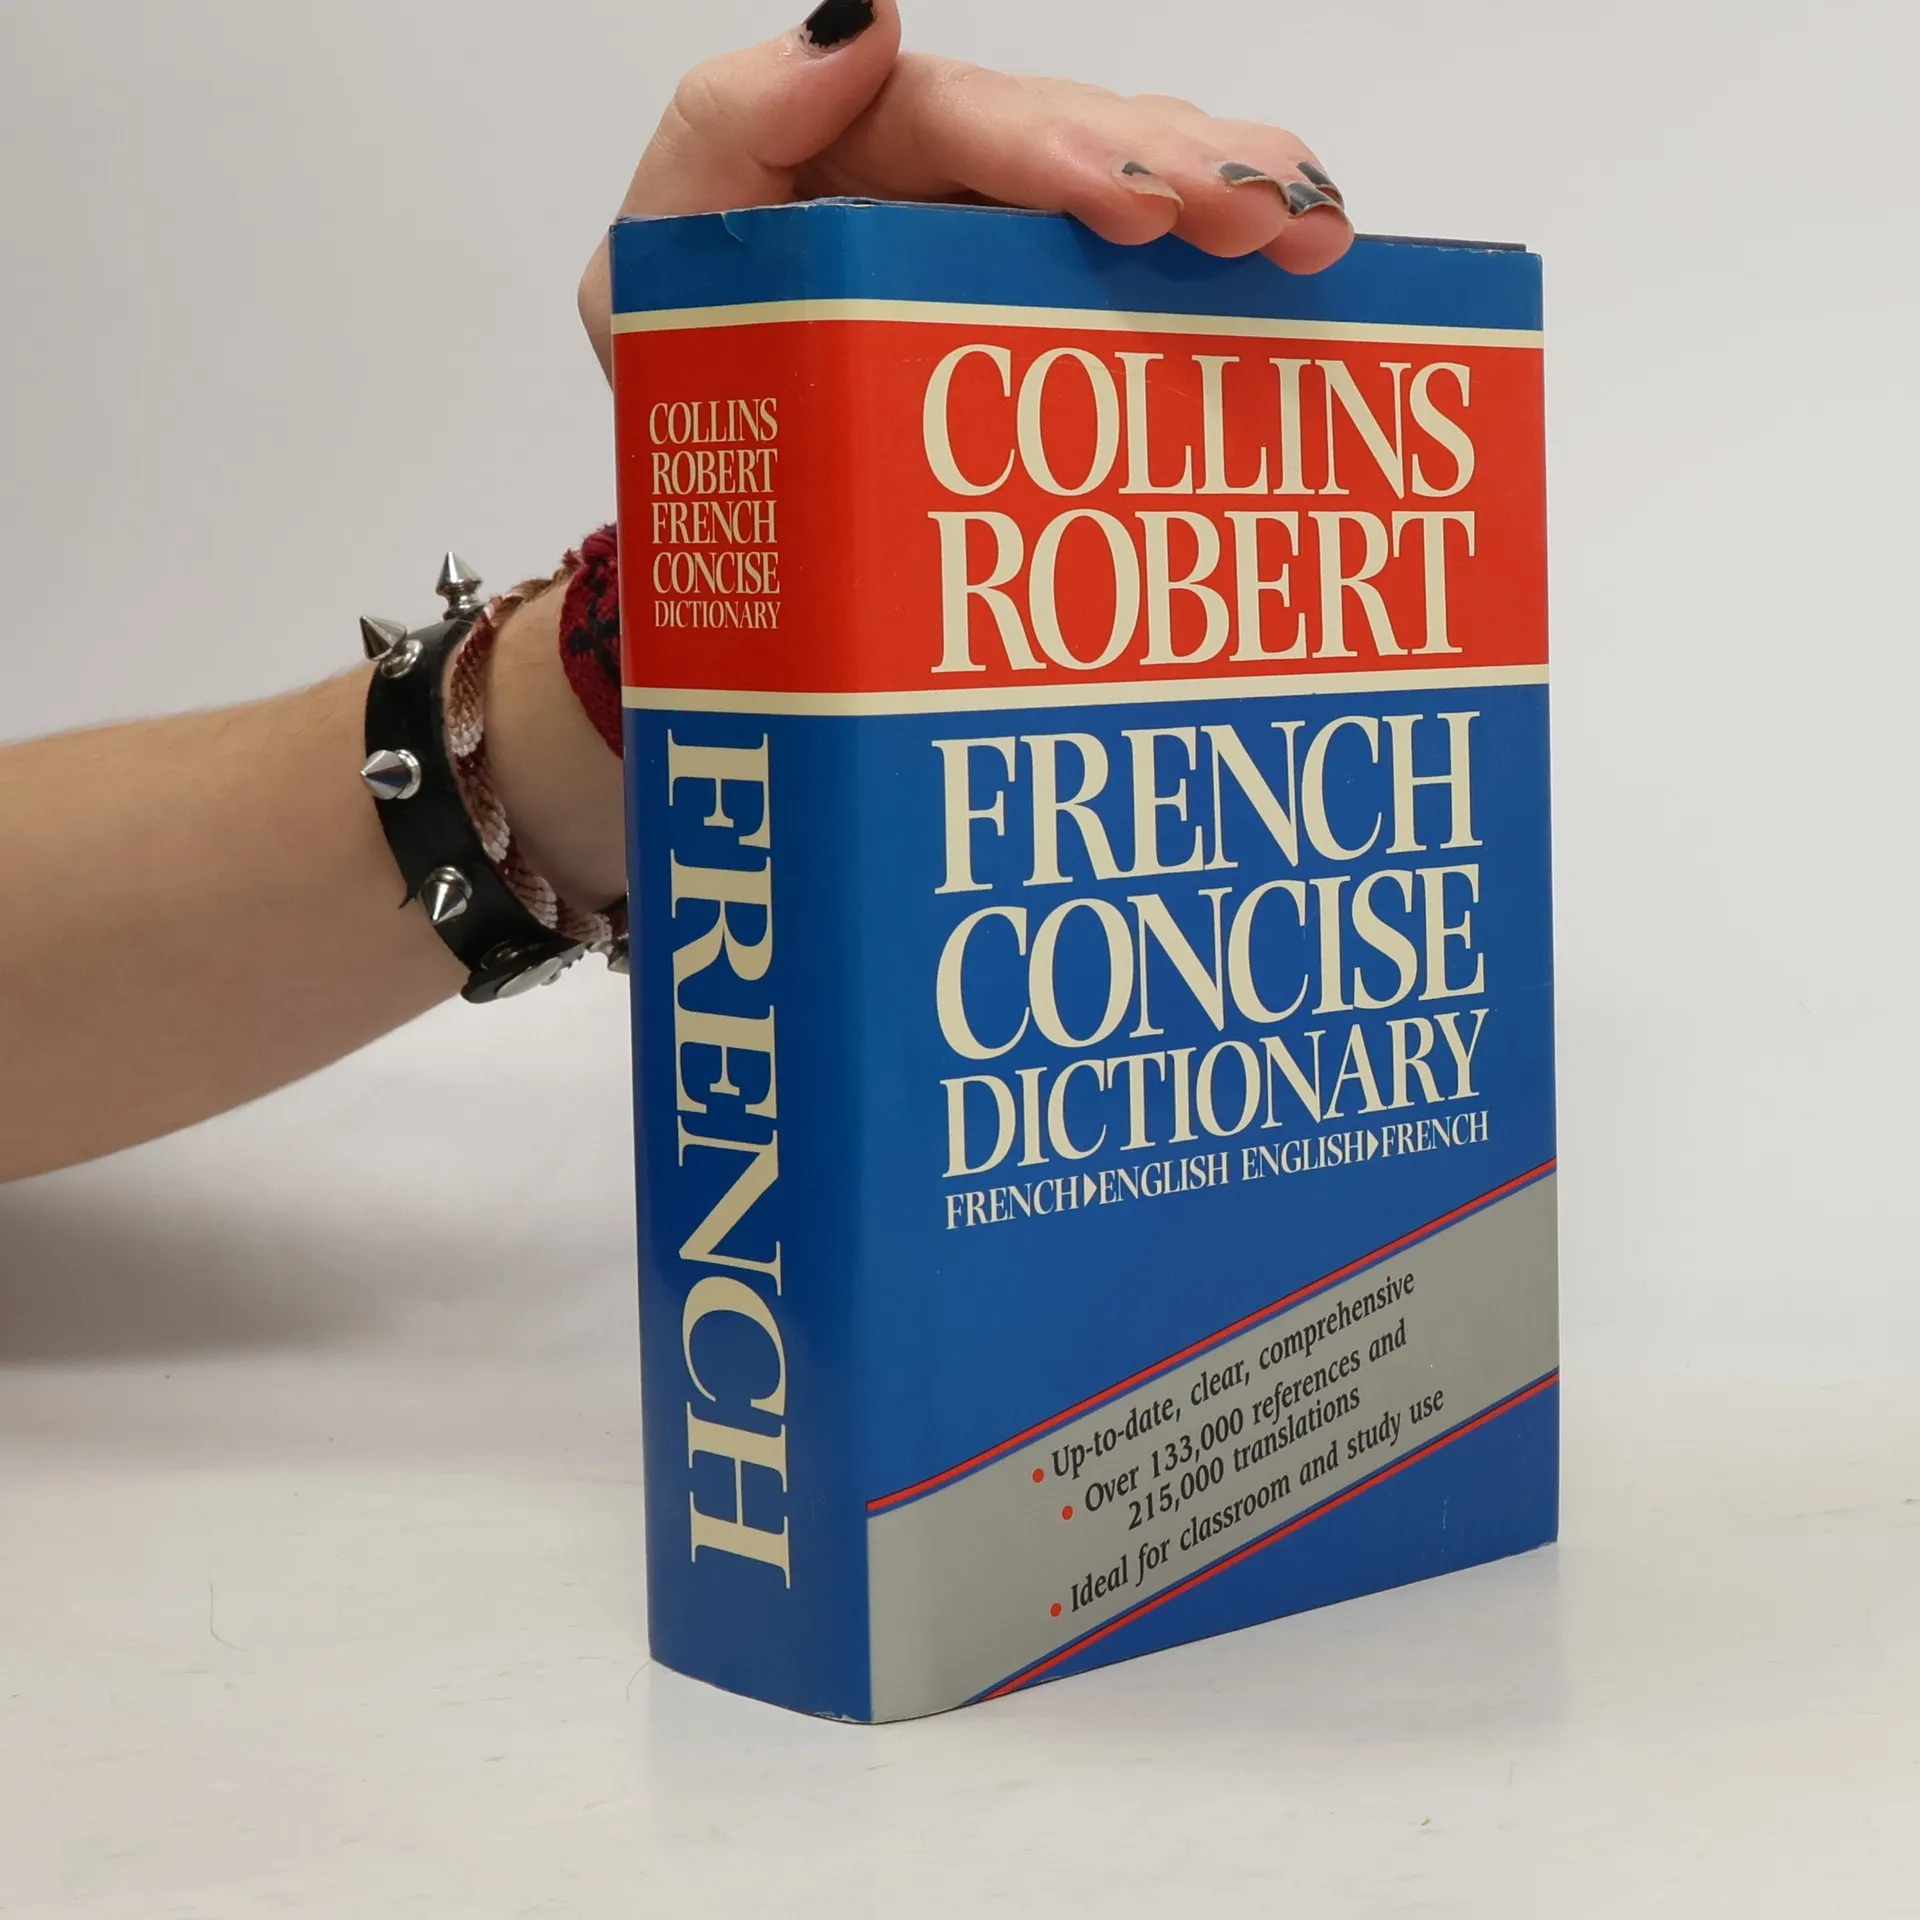 COLLINS
ROBERT
FRENCH
CONCISE
DICTIONARY
FRENCH
COLLINS
ROBERT
FRENCH
CONCISE
DICTIONARY
FRENCH▶ENGLISH ENGLISH▶FRENCH
• Up-to-date, clear, comprehensive
• Over 133,000 references and
215,000 translations
• Ideal for classroom and study use